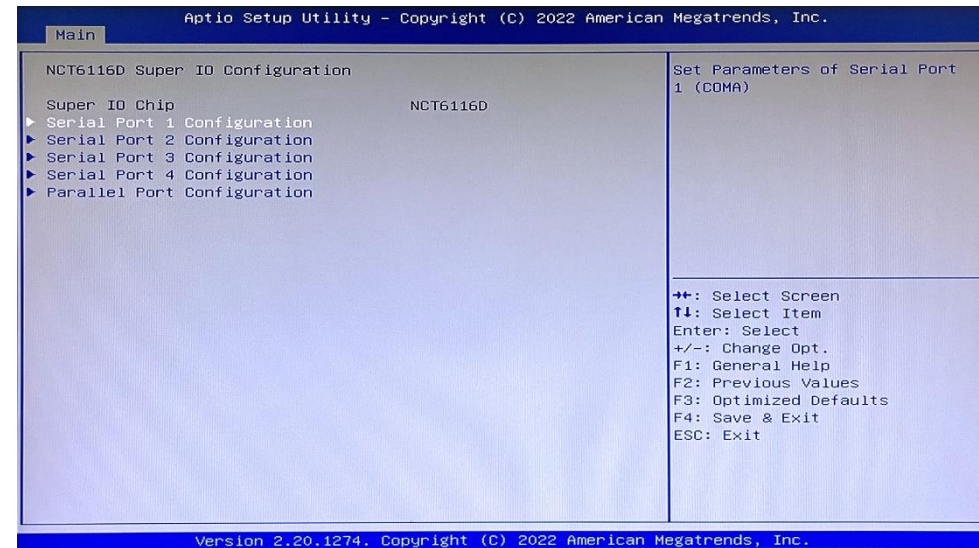 Aptio Setup Utility - Copyright (C) 2022 American Megatrends, Inc.
Main
NCT6116D Super IO Configuration
Super IO Chip NCT6116D
▶ Serial Port 1 Configuration
▶ Serial Port 2 Configuration
▶ Serial Port 3 Configuration
▶ Serial Port 4 Configuration
▶ Parallel Port Configuration
Set Parameters of Serial Port
1 (COMA)
→←: Select Screen
↑↓: Select Item
Enter: Select
+/-: Change Opt.
F1: General Help
F2: Previous Values
F3: Optimized Defaults
F4: Save & Exit
ESC: Exit
Version 2.20.1274. Copyright (C) 2022 American Megatrends, Inc.